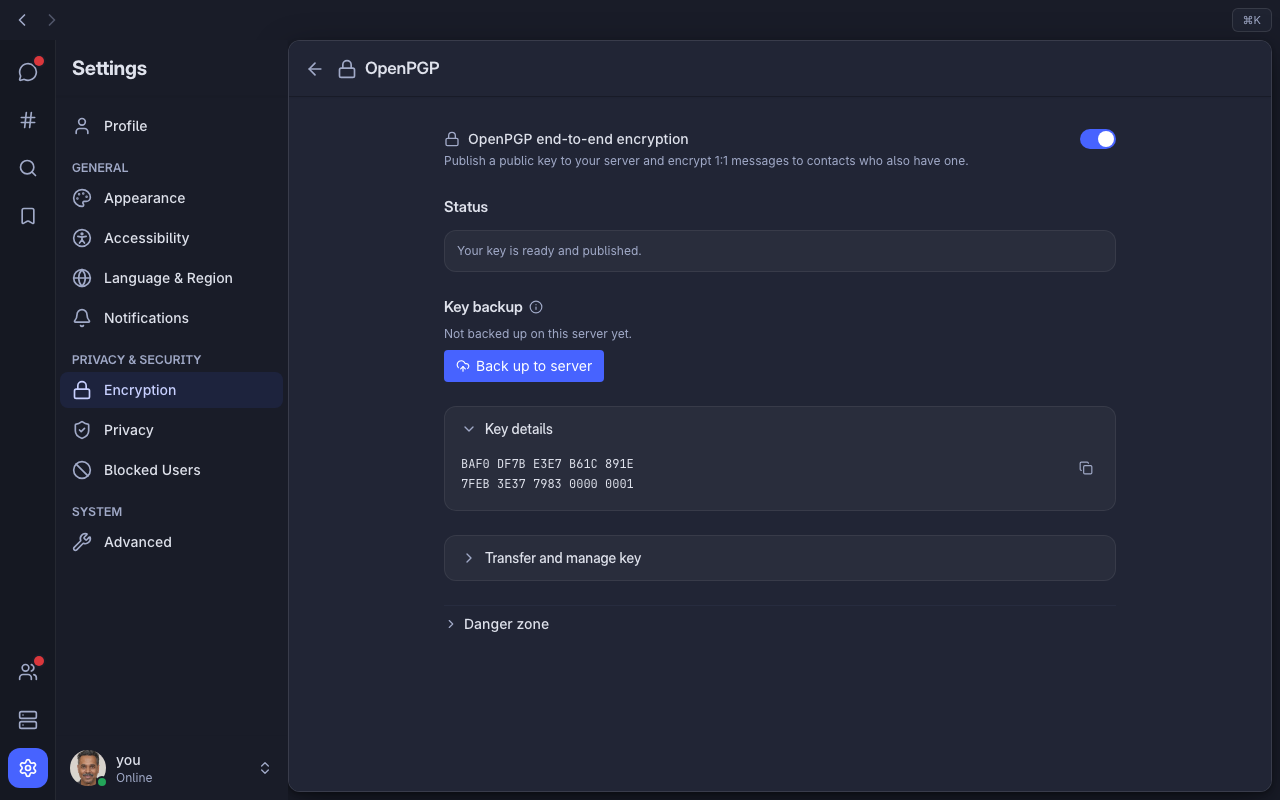 ⌘K
Settings
Profile
GENERAL
Appearance
Accessibility
Language & Region
Notifications
PRIVACY & SECURITY
Encryption
Privacy
Blocked Users
SYSTEM
Advanced
you
Online
OpenPGP
OpenPGP end-to-end encryption
Publish a public key to your server and encrypt 1:1 messages to contacts who also have one.
Status
Your key is ready and published.
Key backup
Not backed up on this server yet.
Back up to server
Key details
BAF0 DF7B E3E7 B61C 891E
7FEB 3E37 7983 0000 0001
Transfer and manage key
Danger zone